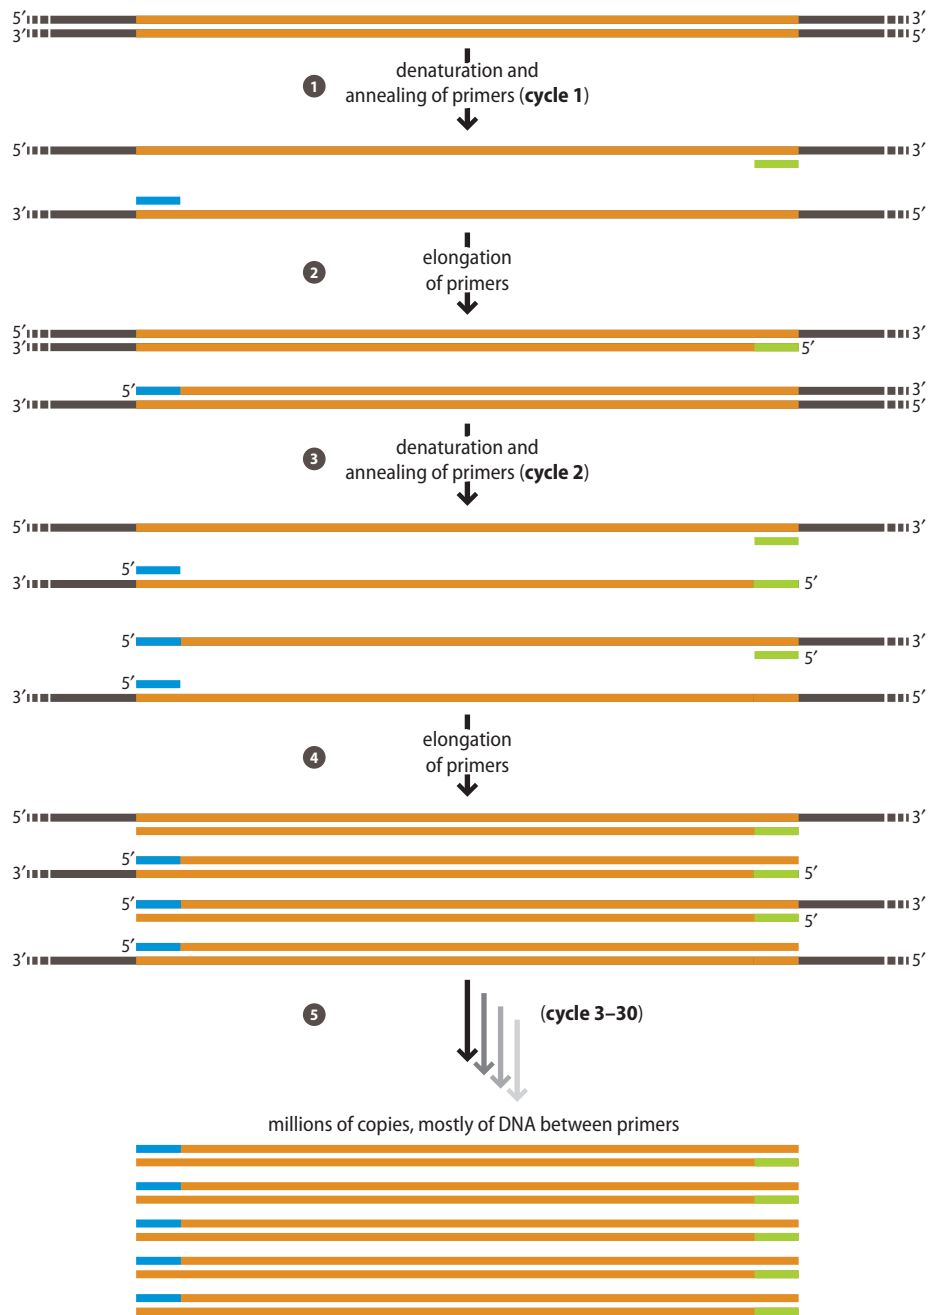 5′ 3′
3′ 5′
1 denaturation and
annealing of primers (cycle 1)
5′ 3′
3′ 5′
2 elongation
of primers
5′ 3′
3′ 5′
5′ 3′
3′ 5′
3 denaturation and
annealing of primers (cycle 2)
5′ 3′
5′
3′ 5′
5′ 3′
5′
5′
3′ 5′
4 elongation
of primers
5′ 3′
5′
3′ 5′
5′ 3′
5′
5′
3′ 5′
5 (cycle 3–30)
millions of copies, mostly of DNA between primers